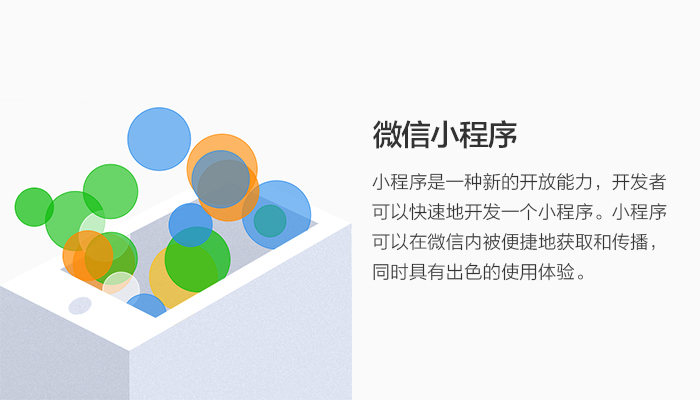 微信小程序
小程序是一种新的开放能力，开发者
可以快速地开发一个小程序。小程序
可以在微信内被便捷地获取和传播，
同时具有出色的使用体验。